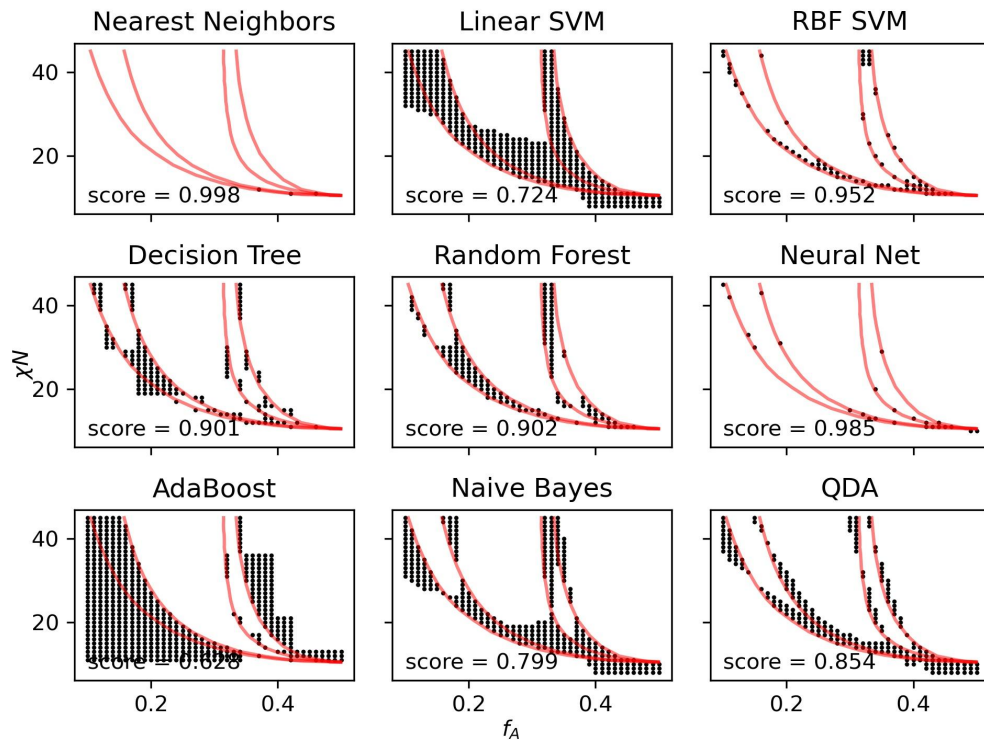 Nearest Neighbors
Linear SVM
RBF SVM
40
20
score = 0.998
score = 0.724
score = 0.952
Decision Tree
Random Forest
Neural Net
40
20
χN
score = 0.901
score = 0.902
score = 0.985
AdaBoost
Naive Bayes
QDA
40
20
score = 0.628
score = 0.799
score = 0.854
0.2 0.4
0.2 0.4
0.2 0.4
f_A